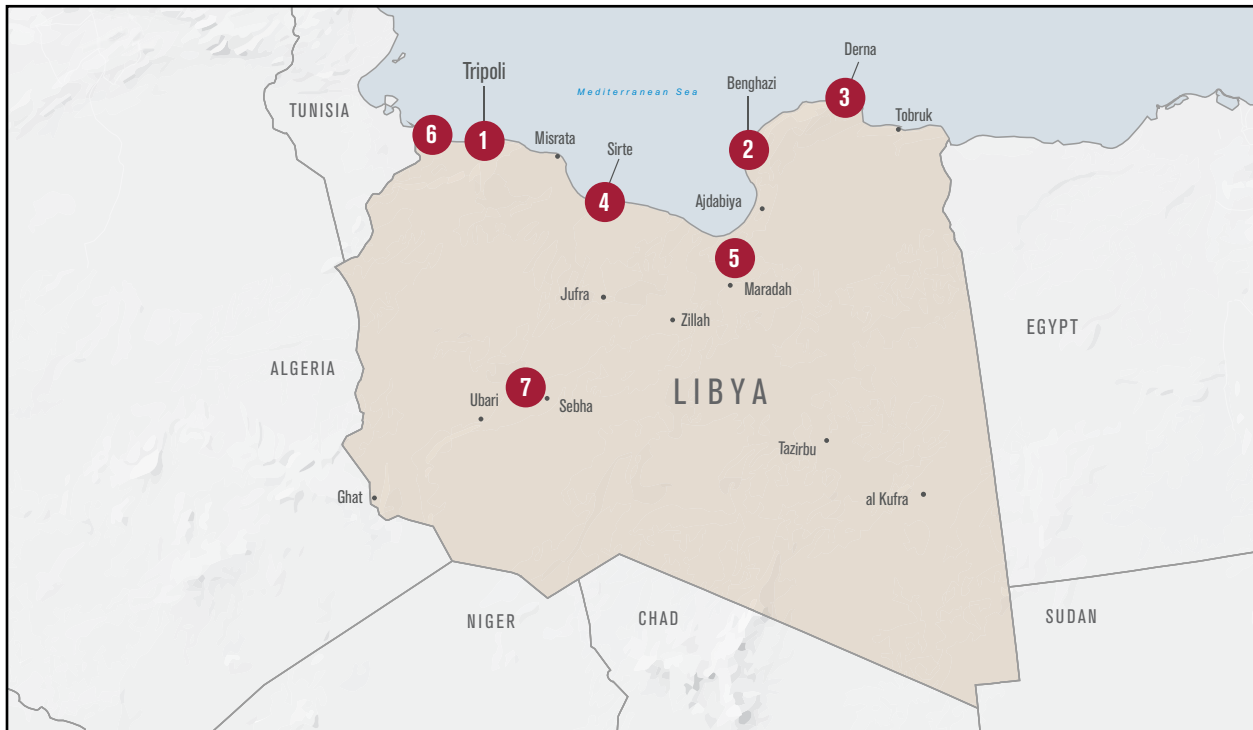 Derna
Tripoli
Benghazi
Mediterranean Sea
3
TUNISIA
Tobruk
6
1
Misrata
Sirte
2
4
Ajdabiya
5
Jufra
Maradah
Zillah
EGYPT
ALGERIA
LIBYA
7
Ubari
Sebha
Tazirbu
Ghat
al Kufra
NIGER
CHAD
SUDAN